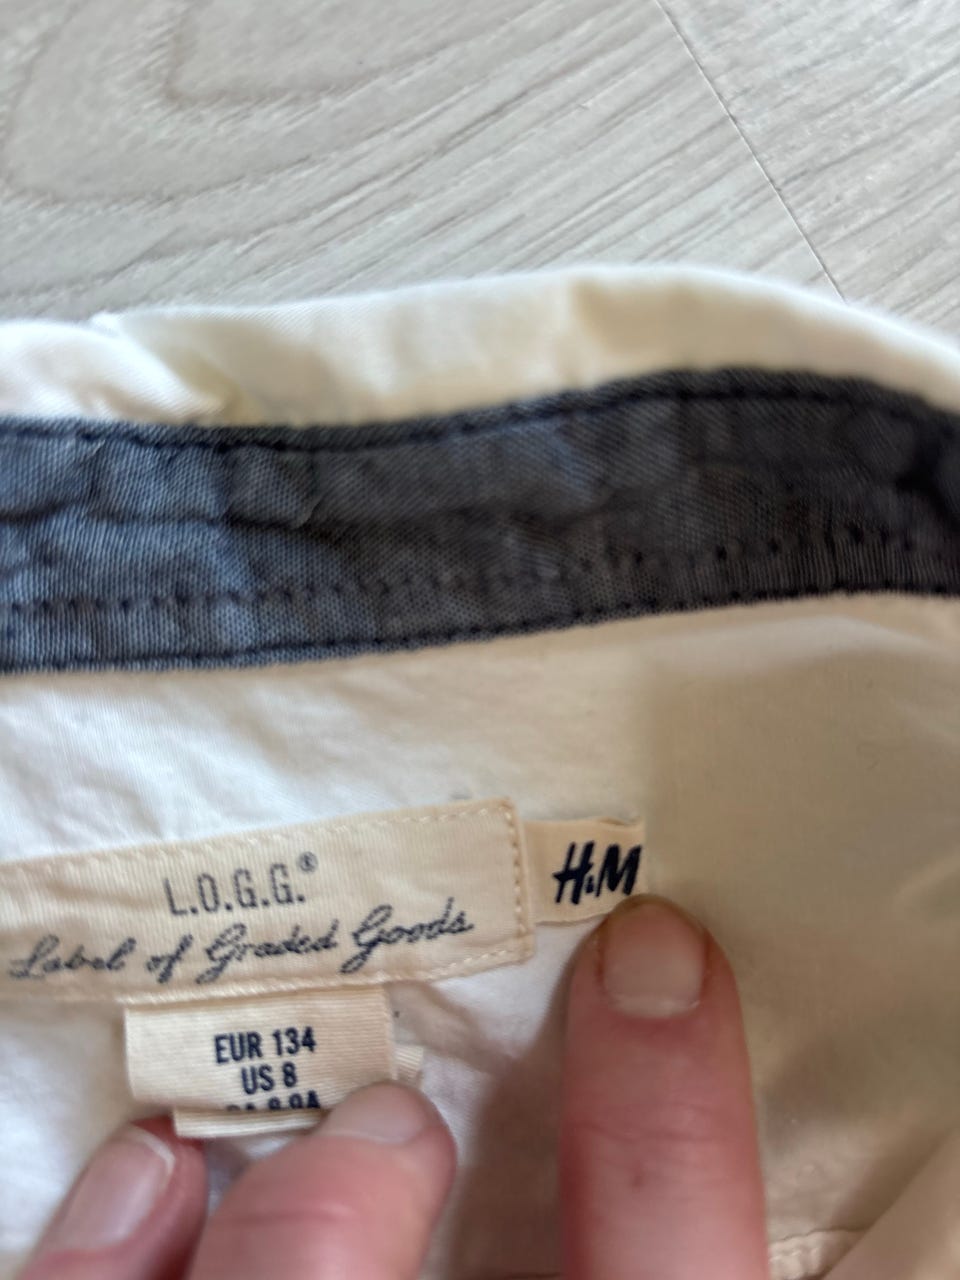 L.O.G.G.®
Label of Graded Goods
H&M
EUR 134
US 8